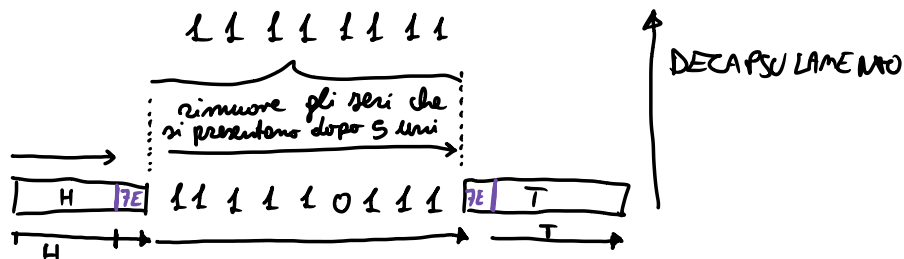 1 1 1 1 1 1 1 1
DECAPSULAMENTO
rimuove gli zeri che
si presentano dopo 5 uni
H 7E 1 1 1 1 1 0 1 1 1 7E T
H T